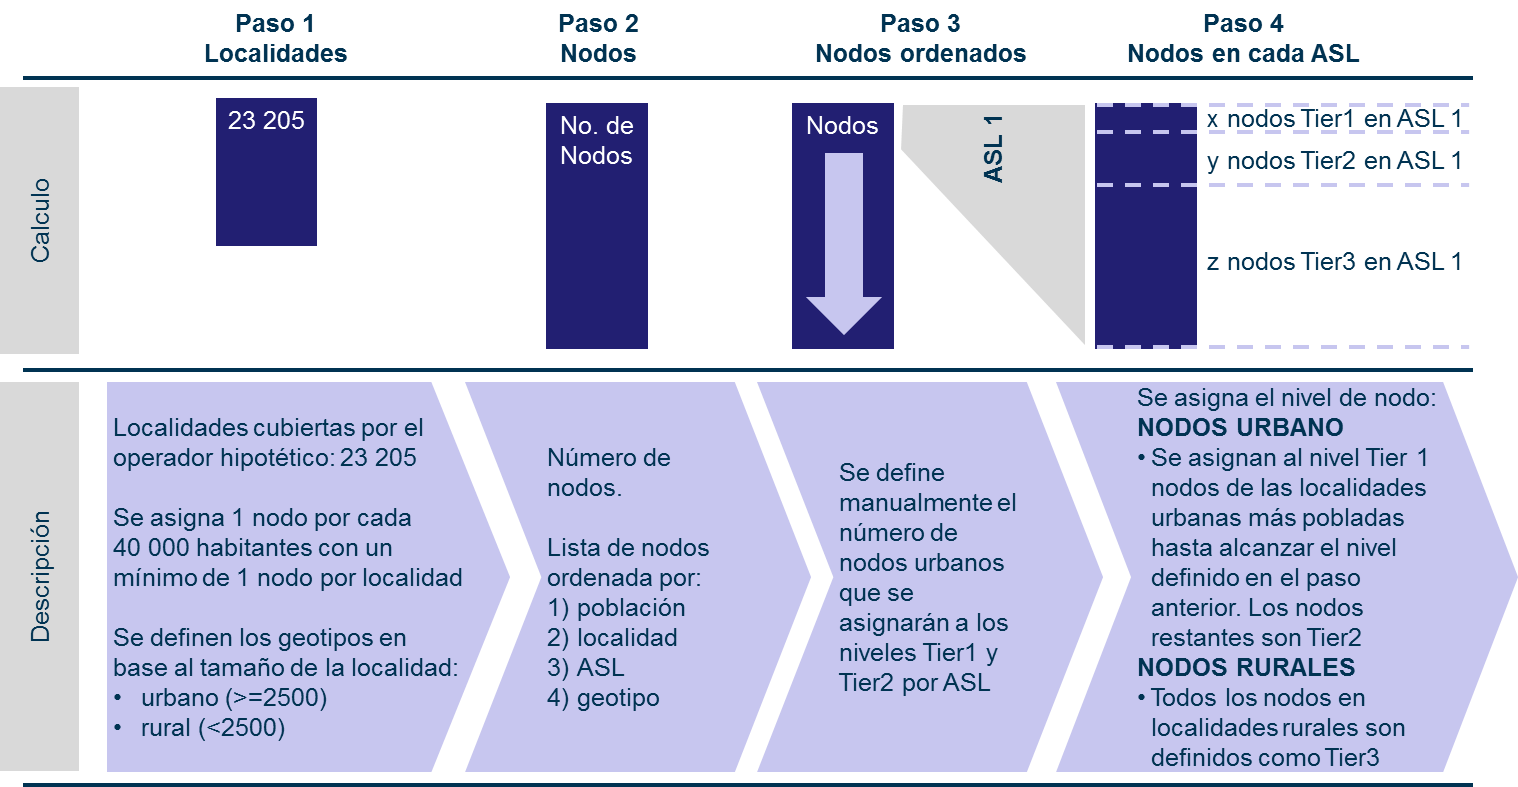 Paso 1
Localidades
Paso 2
Nodos
Paso 3
Nodos ordenados
Paso 4
Nodos en cada ASL
Calculo
23 205
No. de
Nodos
Nodos
ASL 1
x nodos Tier1 en ASL 1
y nodos Tier2 en ASL 1
z nodos Tier3 en ASL 1
Descripción
Localidades cubiertas por el
operador hipotético: 23 205
Se asigna 1 nodo por cada
40 000 habitantes con un
mínimo de 1 nodo por localidad
Se definen los geotipos en
base al tamaño de la localidad:
• urbano (>=2500)
• rural (<2500)
Número de
nodos.
Lista de nodos
ordenada por:
1) población
2) localidad
3) ASL
4) geotipo
Se define
manualmente el
número de
nodos urbanos
que se
asignarán a los
niveles Tier1 y
Tier2 por ASL
Se asigna el nivel de nodo:
NODOS URBANO
• Se asignan al nivel Tier 1
nodos de las localidades
urbanas más pobladas
hasta alcanzar el nivel
definido en el paso
anterior. Los nodos
restantes son Tier2
NODOS RURALES
• Todos los nodos en
localidades rurales son
definidos como Tier3